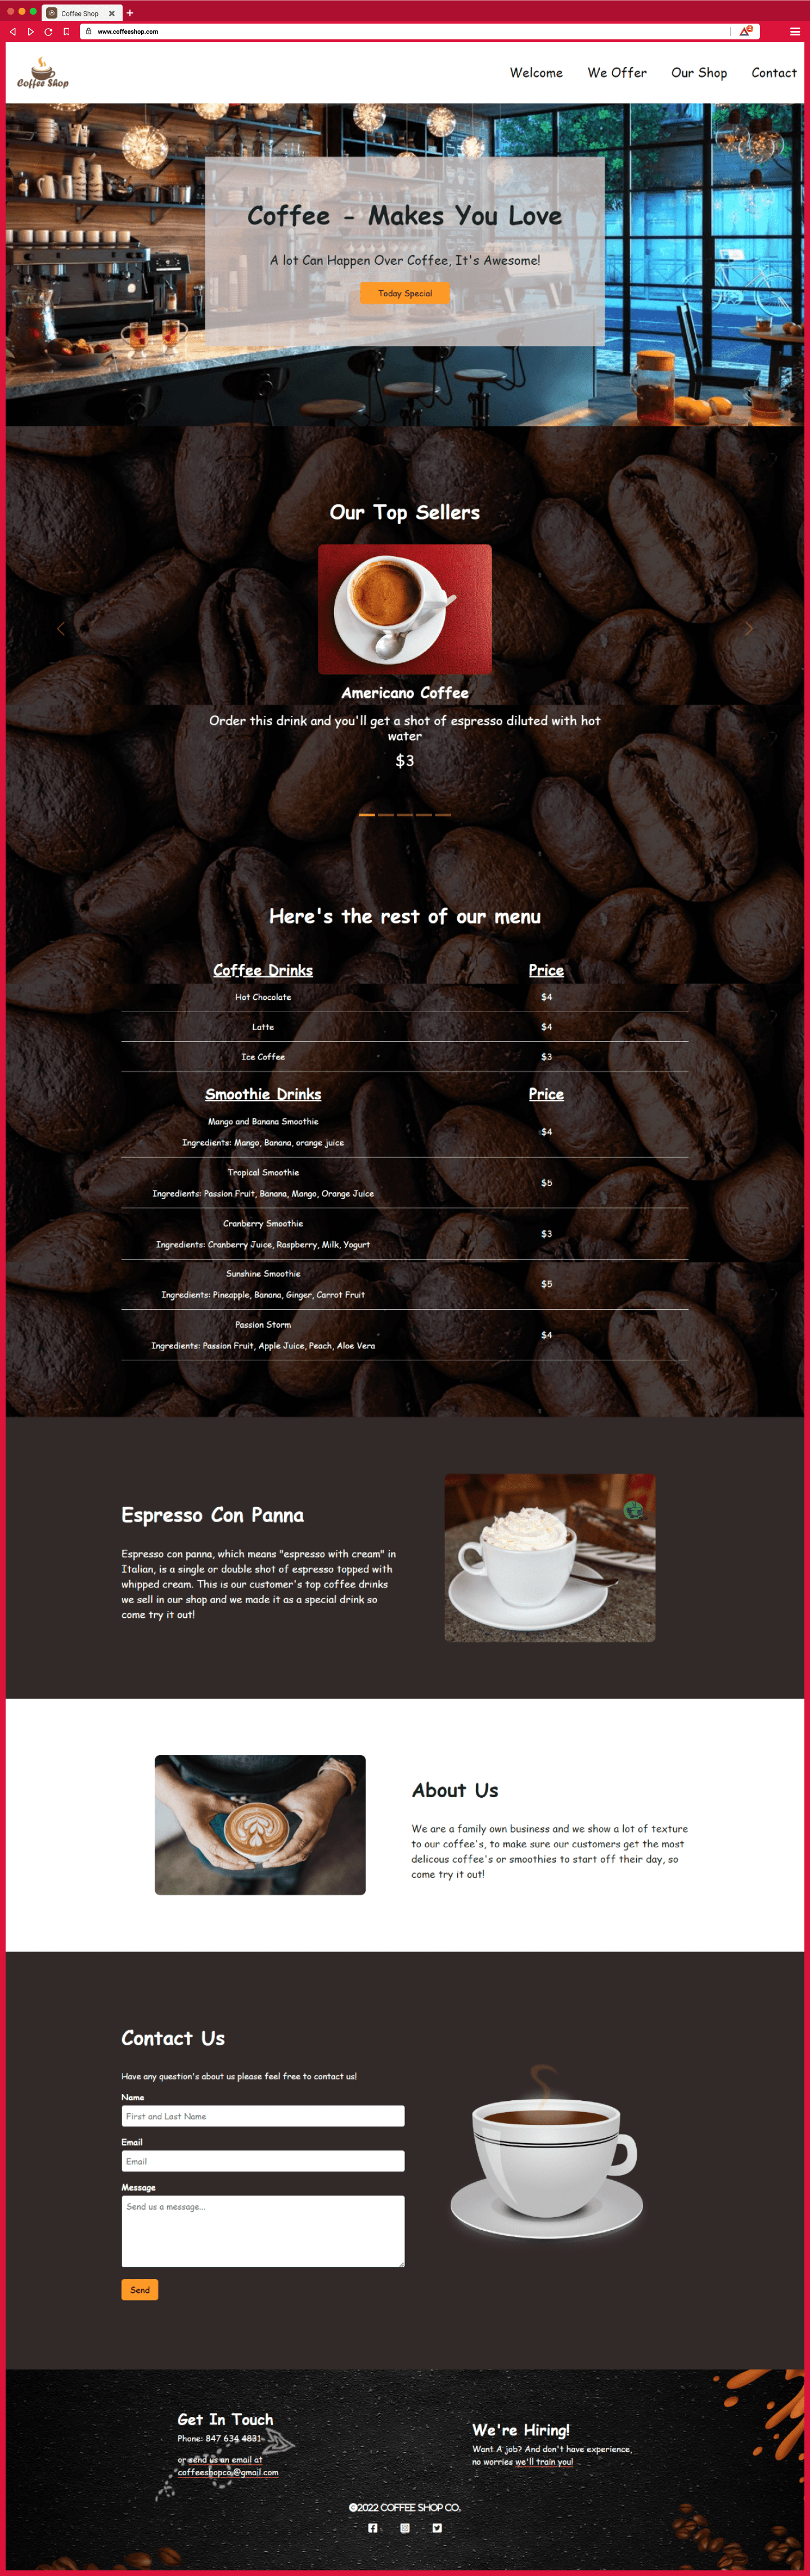 Coffee Shop
www.coffeeshop.com
Coffee Shop
Welcome
We Offer
Our Shop
Contact
Coffee - Makes You Love
A lot Can Happen Over Coffee, It's Awesome!
Today Special
Our Top Sellers
Americano Coffee
Order this drink and you'll get a shot of espresso diluted with hot
water
$3
Here's the rest of our menu
Coffee Drinks Price
Hot Chocolate $4
Latte $4
Ice Coffee $3
Smoothie Drinks Price
Mango and Banana Smoothie
$4
Ingredients: Mango, Banana, orange juice
Tropical Smoothie
$5
Ingredients: Passion Fruit, Banana, Mango, Orange Juice
Cranberry Smoothie
$3
Ingredients: Cranberry Juice, Raspberry, Milk, Yogurt
Sunshine Smoothie
$5
Ingredients: Pineapple, Banana, Ginger, Carrot Fruit
Passion Storm
$4
Ingredients: Passion Fruit, Apple Juice, Peach, Aloe Vera
Espresso Con Panna
Espresso con panna, which means "espresso with cream" in
Italian, is a single or double shot of espresso topped with
whipped cream. This is our customer's top coffee drinks
we sell in our shop and we made it as a special drink so
come try it out!
About Us
We are a family own business and we show a lot of texture
to our coffee's, to make sure our customers get the most
delicous coffee's or smoothies to start off their day, so
come try it out!
Contact Us
Have any question's about us please feel free to contact us!
Name
First and Last Name
Email
Email
Message
Send us a message...
Send
Get In Touch
Phone: 847 634 4831
or send us an email at
coffeeshopco@gmail.com
We're Hiring!
Want A job? And don't have experience,
no worries we'll train you!
©2022 COFFEE SHOP CO.